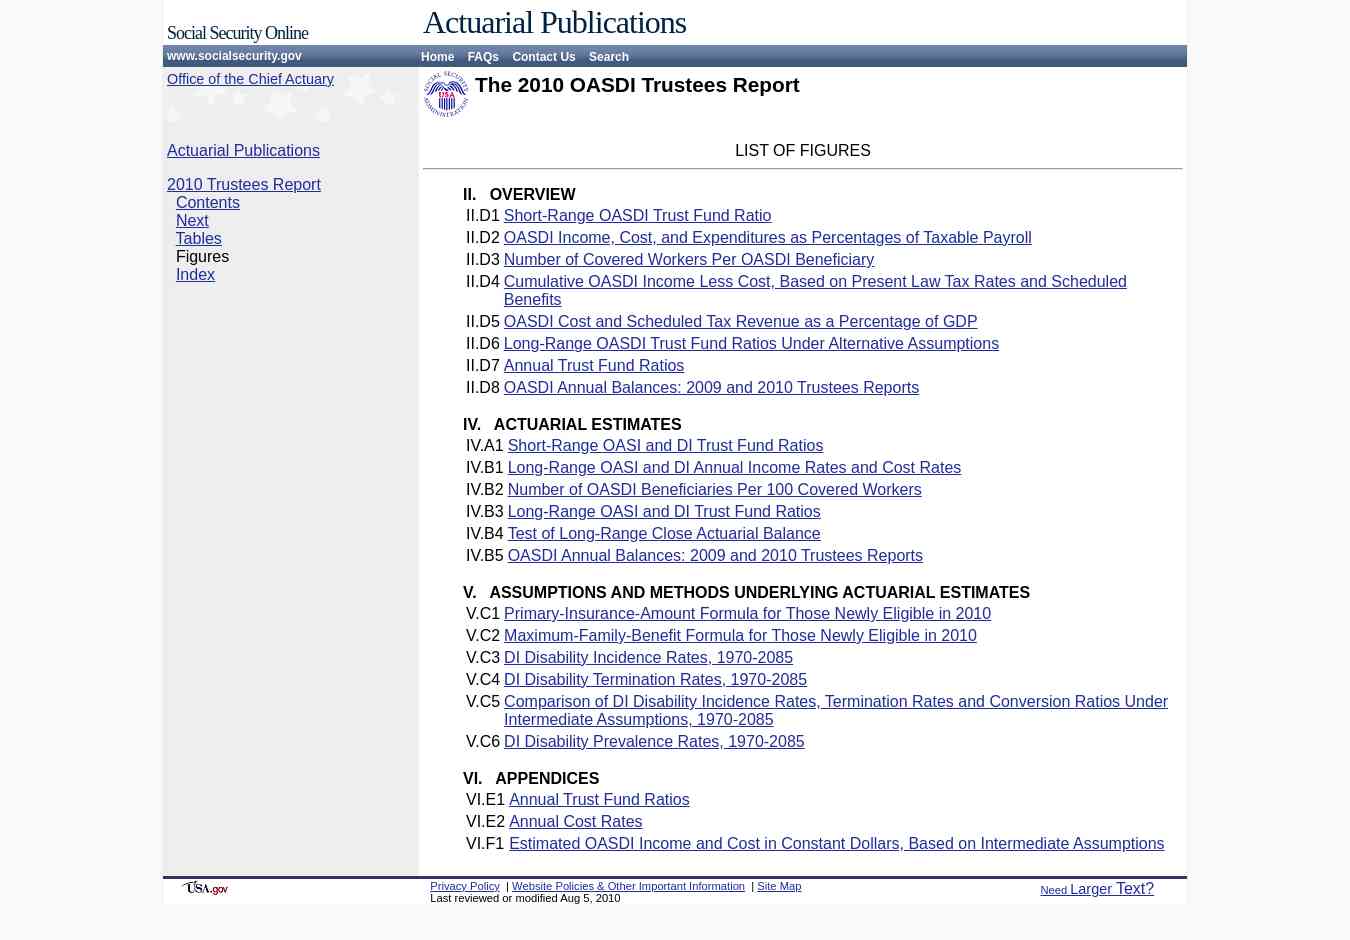 Social Security Online
Actuarial Publications
www.socialsecurity.gov
Home FAQs Contact Us Search
Office of the Chief Actuary
Actuarial Publications
2010 Trustees Report
Contents
Next
Tables
Figures
Index
SOCIAL SECURITY ADMINISTRATION
USA
The 2010 OASDI Trustees Report
LIST OF FIGURES
II. OVERVIEW
II.D1 Short-Range OASDI Trust Fund Ratio
II.D2 OASDI Income, Cost, and Expenditures as Percentages of Taxable Payroll
II.D3 Number of Covered Workers Per OASDI Beneficiary
II.D4 Cumulative OASDI Income Less Cost, Based on Present Law Tax Rates and Scheduled
Benefits
II.D5 OASDI Cost and Scheduled Tax Revenue as a Percentage of GDP
II.D6 Long-Range OASDI Trust Fund Ratios Under Alternative Assumptions
II.D7 Annual Trust Fund Ratios
II.D8 OASDI Annual Balances: 2009 and 2010 Trustees Reports
IV. ACTUARIAL ESTIMATES
IV.A1 Short-Range OASI and DI Trust Fund Ratios
IV.B1 Long-Range OASI and DI Annual Income Rates and Cost Rates
IV.B2 Number of OASDI Beneficiaries Per 100 Covered Workers
IV.B3 Long-Range OASI and DI Trust Fund Ratios
IV.B4 Test of Long-Range Close Actuarial Balance
IV.B5 OASDI Annual Balances: 2009 and 2010 Trustees Reports
V. ASSUMPTIONS AND METHODS UNDERLYING ACTUARIAL ESTIMATES
V.C1 Primary-Insurance-Amount Formula for Those Newly Eligible in 2010
V.C2 Maximum-Family-Benefit Formula for Those Newly Eligible in 2010
V.C3 DI Disability Incidence Rates, 1970-2085
V.C4 DI Disability Termination Rates, 1970-2085
V.C5 Comparison of DI Disability Incidence Rates, Termination Rates and Conversion Ratios Under
Intermediate Assumptions, 1970-2085
V.C6 DI Disability Prevalence Rates, 1970-2085
VI. APPENDICES
VI.E1 Annual Trust Fund Ratios
VI.E2 Annual Cost Rates
VI.F1 Estimated OASDI Income and Cost in Constant Dollars, Based on Intermediate Assumptions
USA.gov
Privacy Policy | Website Policies & Other Important Information | Site Map
Last reviewed or modified Aug 5, 2010
Need Larger Text?